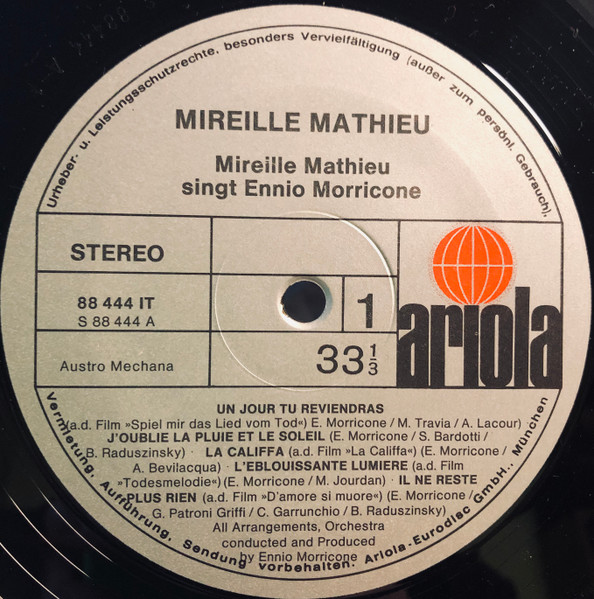 Urheber- u. Leistungsschutzrechte, besonders Vervielfältigung (außer zum persönl. Gebrauch).
MIREILLE MATHIEU
Mireille Mathieu
singt Ennio Morricone
STEREO
88 444 IT
S 88 444 A
1
Austro Mechana
33 1/3
ariola
UN JOUR TU REVIENDRAS
(a.d. Film »Spiel mir das Lied vom Tod«) E. Morricone / M. Travia / A. Lacour)
J'OUBLIE LA PLUIE ET LE SOLEIL (E. Morricone / S. Bardotti /
B. Raduszinsky) · LA CALIFFA (a.d. Film »La Califfa«) (E. Morricone /
A. Bevilacqua) · L'EBLOUISSANTE LUMIERE (a.d. Film
»Todesmelodie«) (E. Morricone / M. Jourdan) · IL NE RESTE
PLUS RIEN (a.d. Film »D'amore si muore«) (E. Morricone /
G. Patroni Griffi / C. Garrunchio / B. Raduszinsky)
All Arrangements, Orchestra
conducted and Produced
by Ennio Morricone
Vermietung, Aufführung, Sendung vorbehalten. Ariola-Eurodisc GmbH., München